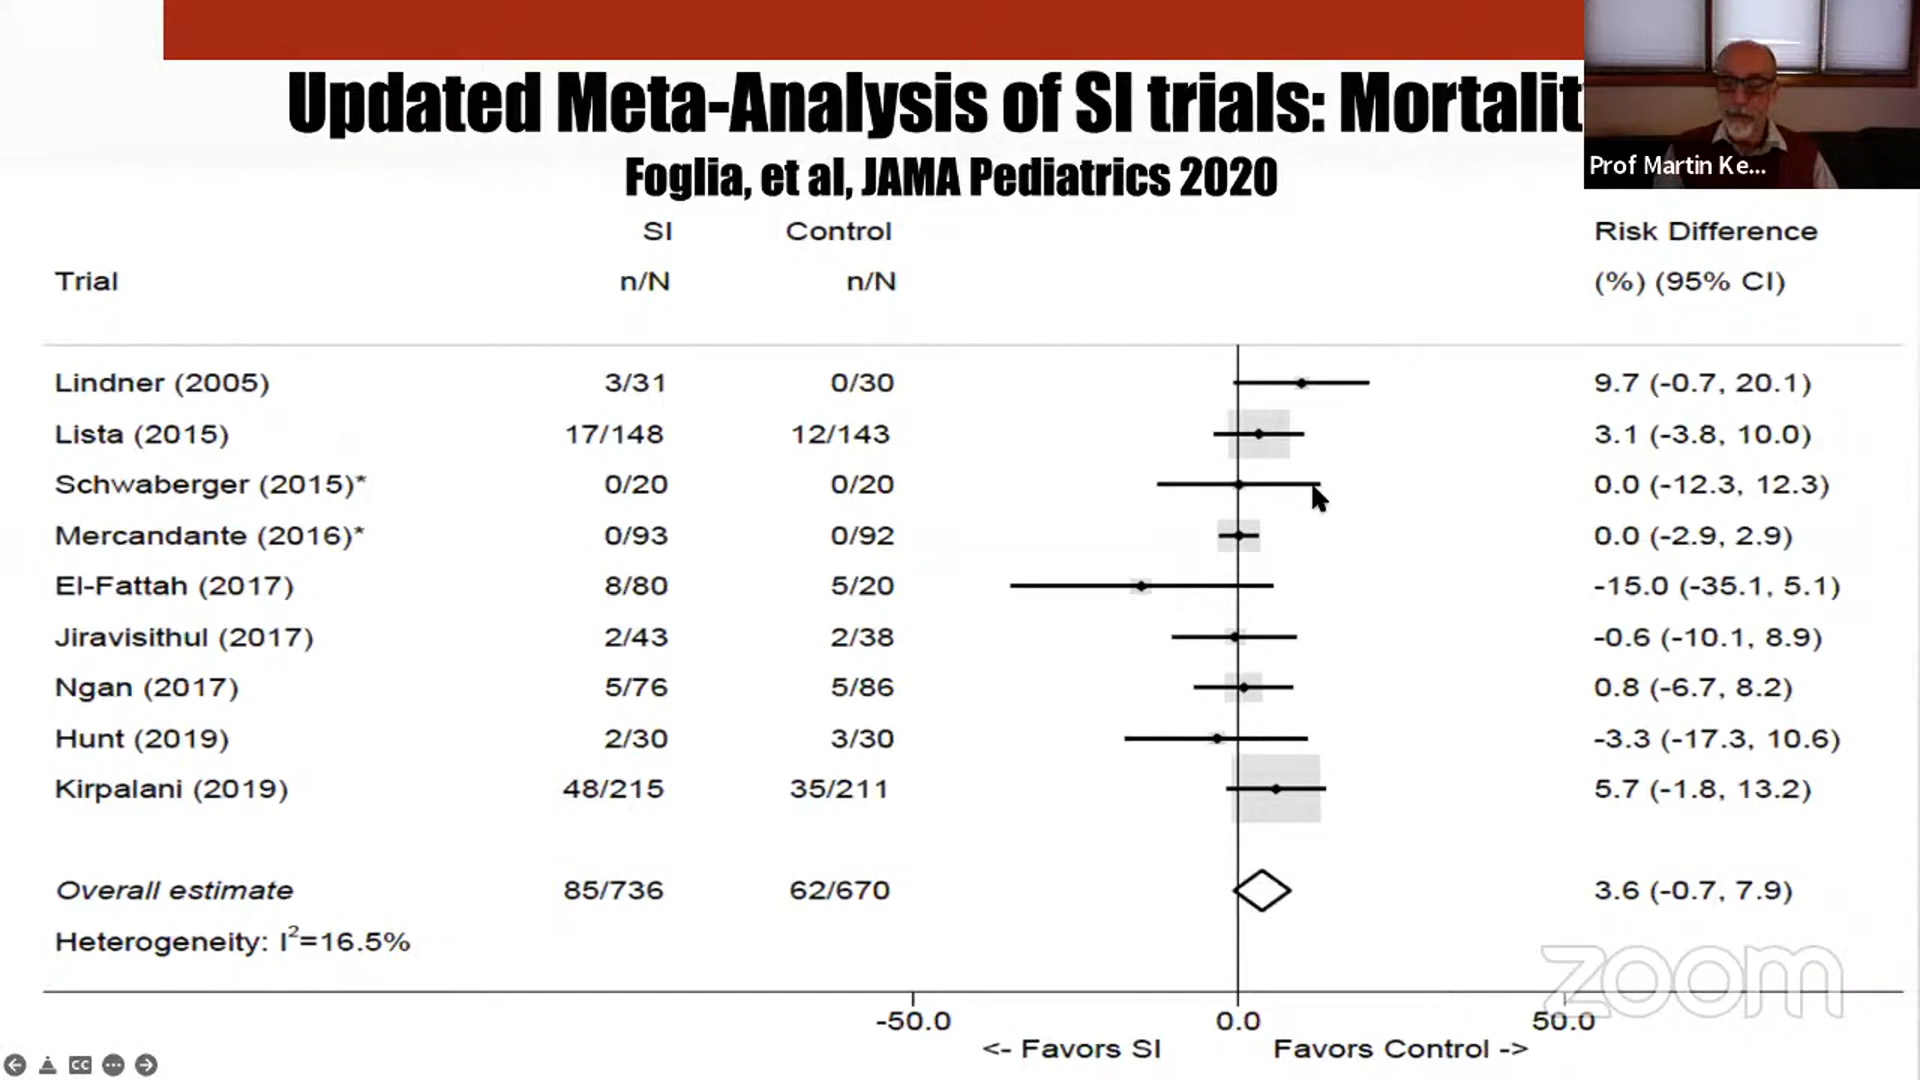 Updated Meta-Analysis of SI trials: Mortalit
Foglia, et al, JAMA Pediatrics 2020
Prof Martin Ke...
SI Control Risk Difference
Trial n/N n/N (%) (95% CI)
Lindner (2005) 3/31 0/30 9.7 (-0.7, 20.1)
Lista (2015) 17/148 12/143 3.1 (-3.8, 10.0)
Schwaberger (2015)* 0/20 0/20 0.0 (-12.3, 12.3)
Mercandante (2016)* 0/93 0/92 0.0 (-2.9, 2.9)
El-Fattah (2017) 8/80 5/20 -15.0 (-35.1, 5.1)
Jiravisithul (2017) 2/43 2/38 -0.6 (-10.1, 8.9)
Ngan (2017) 5/76 5/86 0.8 (-6.7, 8.2)
Hunt (2019) 2/30 3/30 -3.3 (-17.3, 10.6)
Kirpalani (2019) 48/215 35/211 5.7 (-1.8, 13.2)
Overall estimate 85/736 62/670 3.6 (-0.7, 7.9)
Heterogeneity: I²=16.5%
zoom
-50.0 0.0 50.0
<- Favors SI Favors Control ->
CC